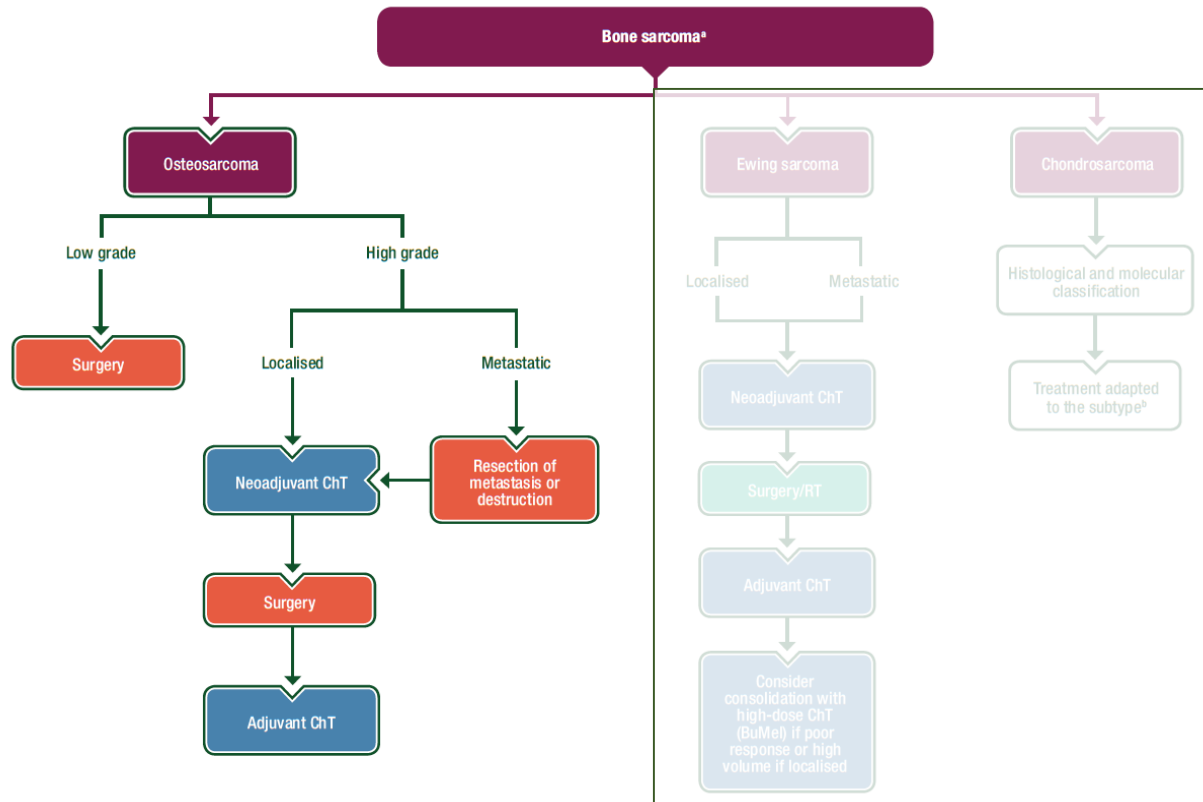 Bone sarcomaᵃ
Osteosarcoma
Ewing sarcoma
Chondrosarcoma
Low grade
High grade
Localised
Metastatic
Histological and molecular
classification
Surgery
Localised
Metastatic
Neoadjuvant ChT
Treatment adapted
to the subtypeᵇ
Neoadjuvant ChT
Resection of
metastasis or
destruction
Surgery/RT
Surgery
Adjuvant ChT
Adjuvant ChT
Consider
consolidation with
high-dose ChT
(BuMel) if poor
response or high
volume if localised